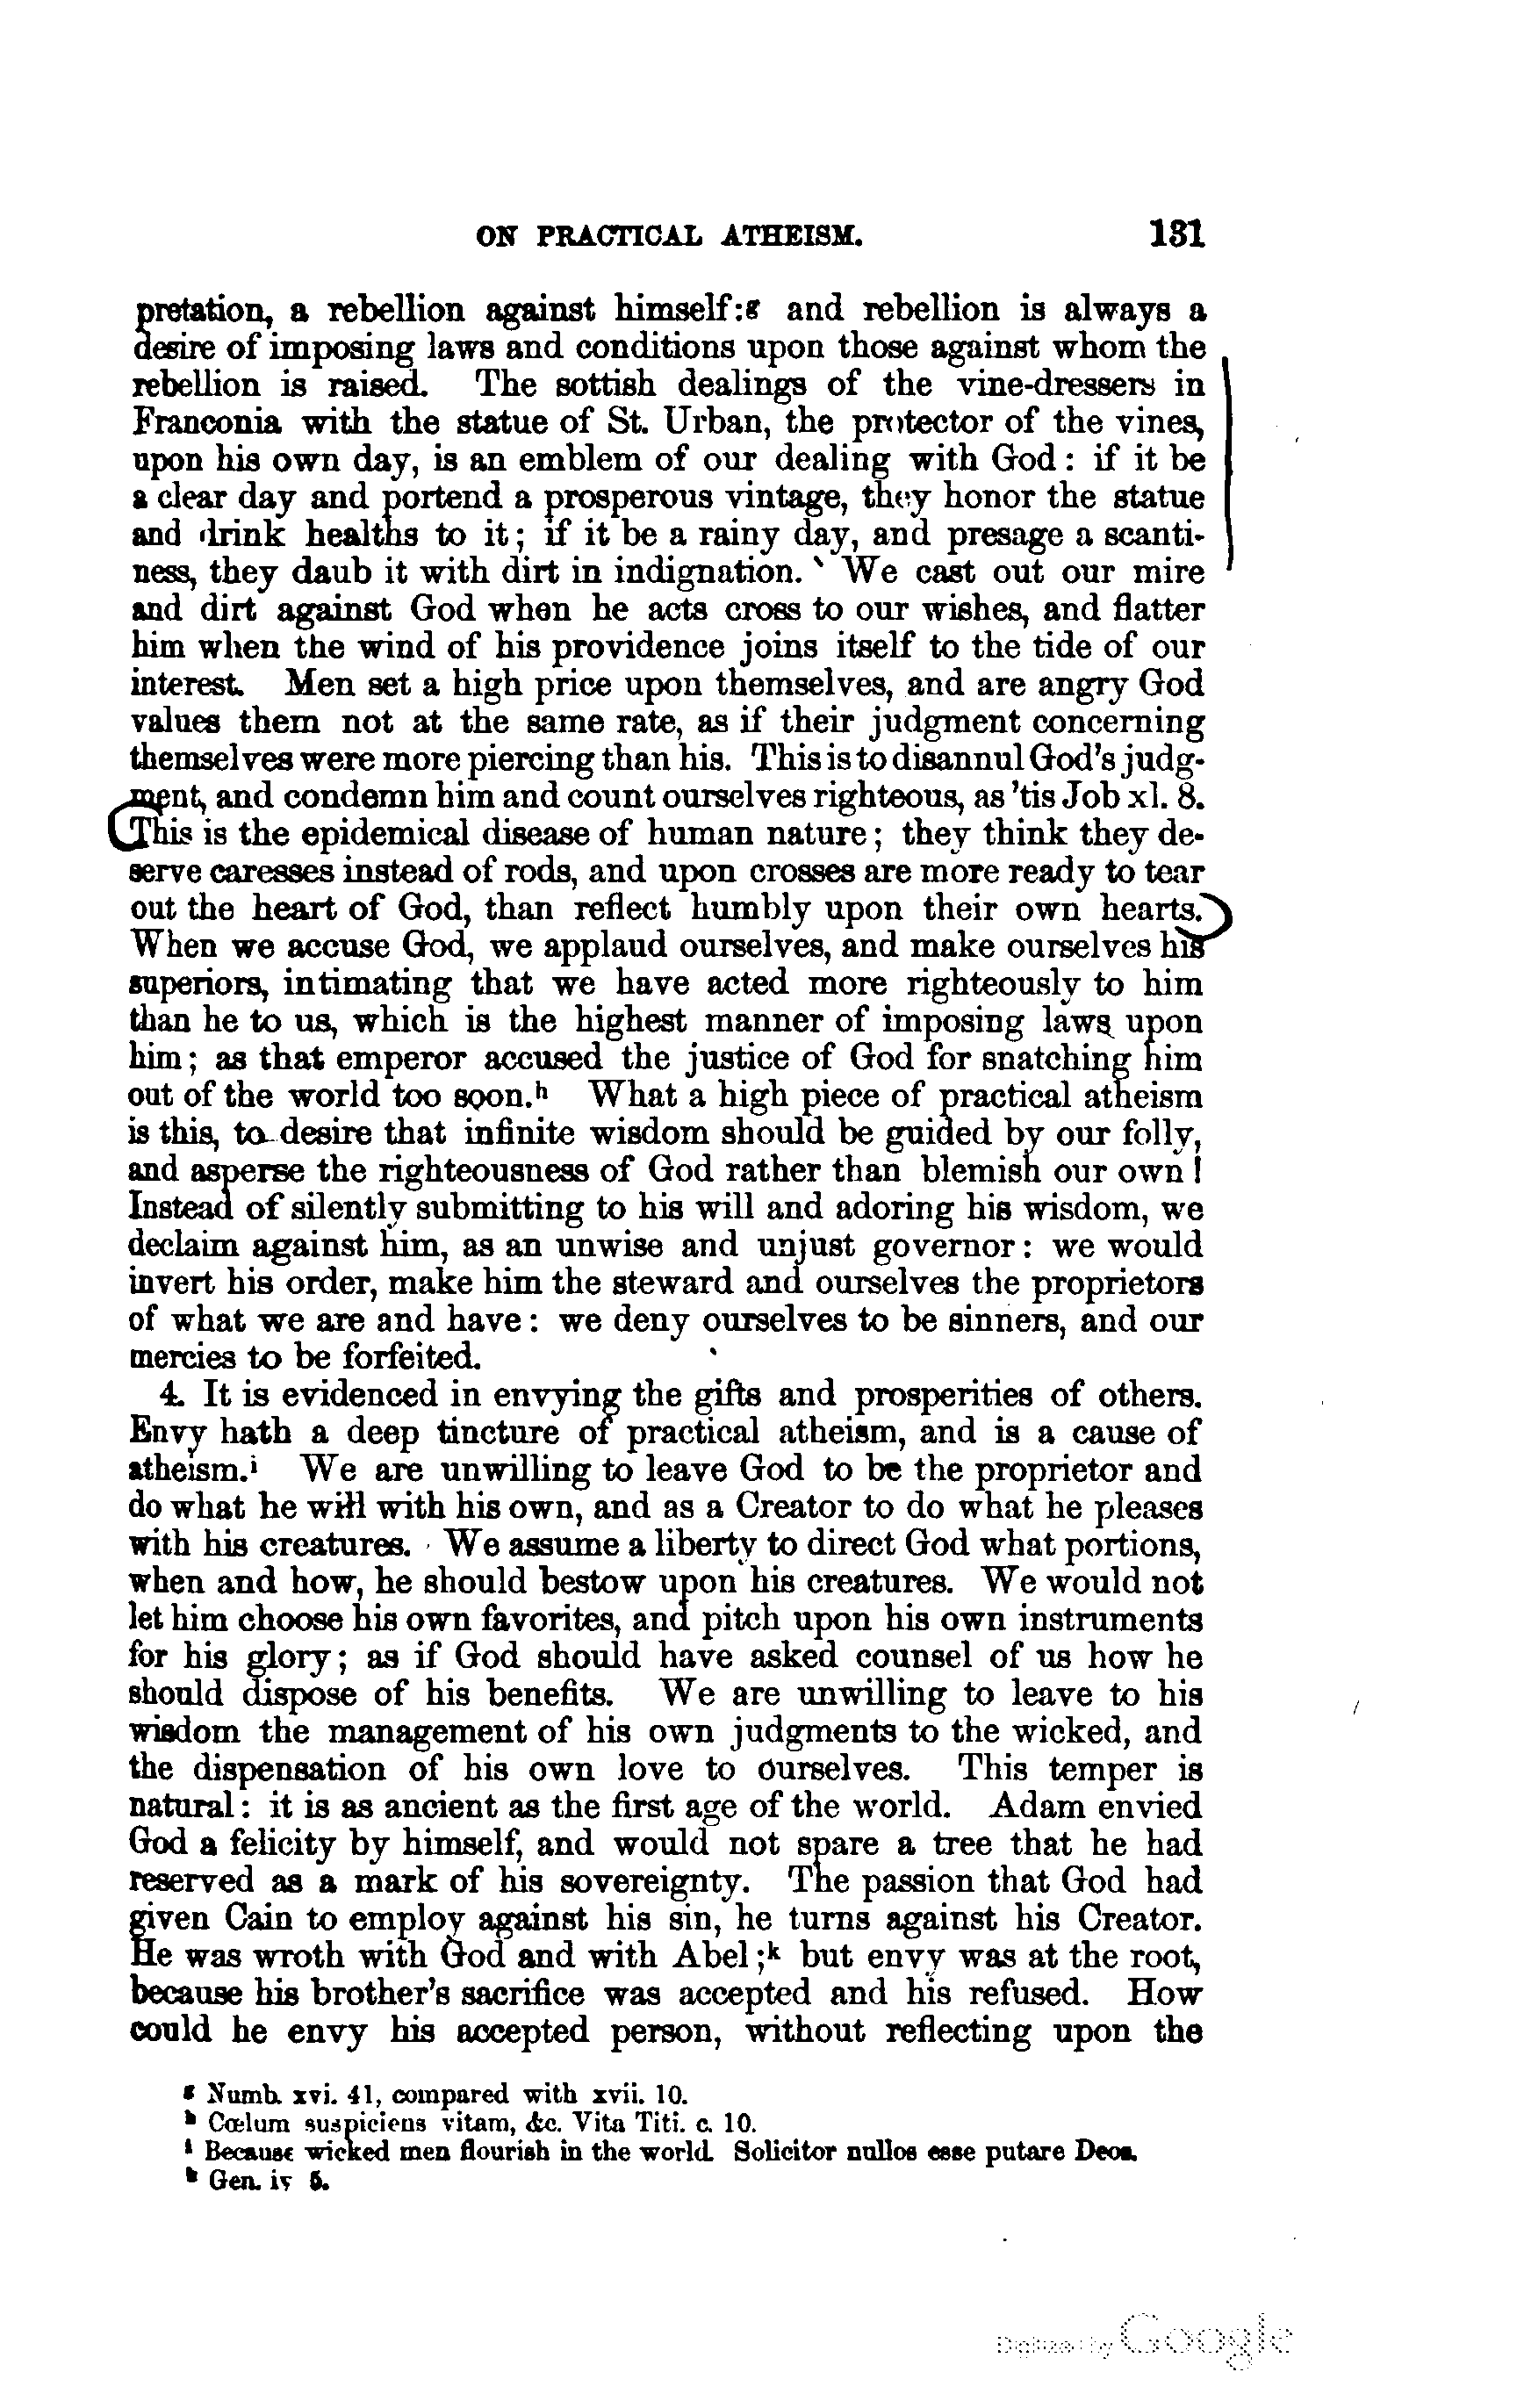 ON PRACTICAL ATHEISM. 131
pretation, a rebellion against himself:g and rebellion is always a
desire of imposing laws and conditions upon those against whom the
rebellion is raised. The sottish dealings of the vine-dressers in
Franconia with the statue of St. Urban, the protector of the vines,
upon his own day, is an emblem of our dealing with God: if it be
a clear day and portend a prosperous vintage, they honor the statue
and drink healths to it; if it be a rainy day, and presage a scanti-
ness, they daub it with dirt in indignation. We cast out our mire
and dirt against God when he acts cross to our wishes, and flatter
him when the wind of his providence joins itself to the tide of our
interest. Men set a high price upon themselves, and are angry God
values them not at the same rate, as if their judgment concerning
themselves were more piercing than his. This is to disannul God's judg-
ment, and condemn him and count ourselves righteous, as 'tis Job xl. 8.
This is the epidemical disease of human nature; they think they de-
serve caresses instead of rods, and upon crosses are more ready to tear
out the heart of God, than reflect humbly upon their own hearts.
When we accuse God, we applaud ourselves, and make ourselves his
superiors, intimating that we have acted more righteously to him
than he to us, which is the highest manner of imposing laws upon
him; as that emperor accused the justice of God for snatching him
out of the world too soon.h What a high piece of practical atheism
is this, to desire that infinite wisdom should be guided by our folly,
and asperse the righteousness of God rather than blemish our own!
Instead of silently submitting to his will and adoring his wisdom, we
declaim against him, as an unwise and unjust governor: we would
invert his order, make him the steward and ourselves the proprietors
of what we are and have: we deny ourselves to be sinners, and our
mercies to be forfeited.
4. It is evidenced in envying the gifts and prosperities of others.
Envy hath a deep tincture of practical atheism, and is a cause of
atheism.i We are unwilling to leave God to be the proprietor and
do what he will with his own, and as a Creator to do what he pleases
with his creatures. We assume a liberty to direct God what portions,
when and how, he should bestow upon his creatures. We would not
let him choose his own favorites, and pitch upon his own instruments
for his glory; as if God should have asked counsel of us how he
should dispose of his benefits. We are unwilling to leave to his
wisdom the management of his own judgments to the wicked, and
the dispensation of his own love to ourselves. This temper is
natural: it is as ancient as the first age of the world. Adam envied
God a felicity by himself, and would not spare a tree that he had
reserved as a mark of his sovereignty. The passion that God had
given Cain to employ against his sin, he turns against his Creator.
He was wroth with God and with Abel;k but envy was at the root,
because his brother's sacrifice was accepted and his refused. How
could he envy his accepted person, without reflecting upon the
g Numb. xvi. 41, compared with xvii. 10.
h Cœlum suspiciens vitam, &c. Vita Titi. c. 10.
i Because wicked men flourish in the world. Solicitor nullos esse putare Deos.
k Gen. iv 5.
Digitized by Google